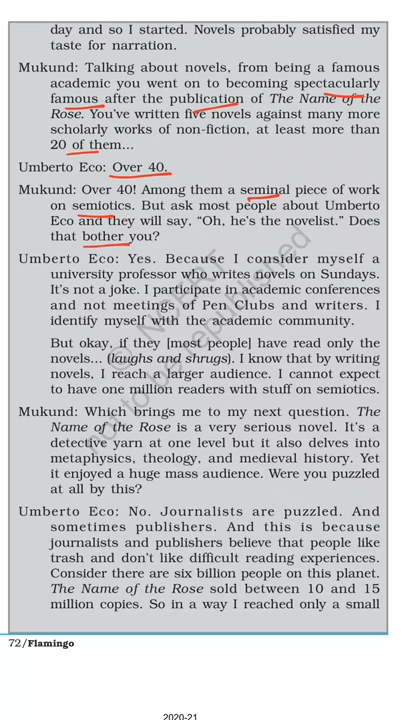 day and so I started. Novels probably satisfied my
taste for narration.
Mukund: Talking about novels, from being a famous
academic you went on to becoming spectacularly
famous after the publication of The Name of the
Rose. You've written five novels against many more
scholarly works of non-fiction, at least more than
20 of them...
Umberto Eco: Over 40.
Mukund: Over 40! Among them a seminal piece of work
on semiotics. But ask most people about Umberto
Eco and they will say, “Oh, he's the novelist.” Does
that bother you?
Umberto Eco: Yes. Because I consider myself a
university professor who writes novels on Sundays.
It's not a joke. I participate in academic conferences
and not meetings of Pen Clubs and writers. I
identify myself with the academic community.
But okay, if they [most people] have read only the
novels... (laughs and shrugs). I know that by writing
novels, I reach a larger audience. I cannot expect
to have one million readers with stuff on semiotics.
Mukund: Which brings me to my next question. The
Name of the Rose is a very serious novel. It's a
detective yarn at one level but it also delves into
metaphysics, theology, and medieval history. Yet
it enjoyed a huge mass audience. Were you puzzled
at all by this?
Umberto Eco: No. Journalists are puzzled. And
sometimes publishers. And this is because
journalists and publishers believe that people like
trash and don't like difficult reading experiences.
Consider there are six billion people on this planet.
The Name of the Rose sold between 10 and 15
million copies. So in a way I reached only a small
72/Flamingo
2020-21
© NCERT
not to be republished